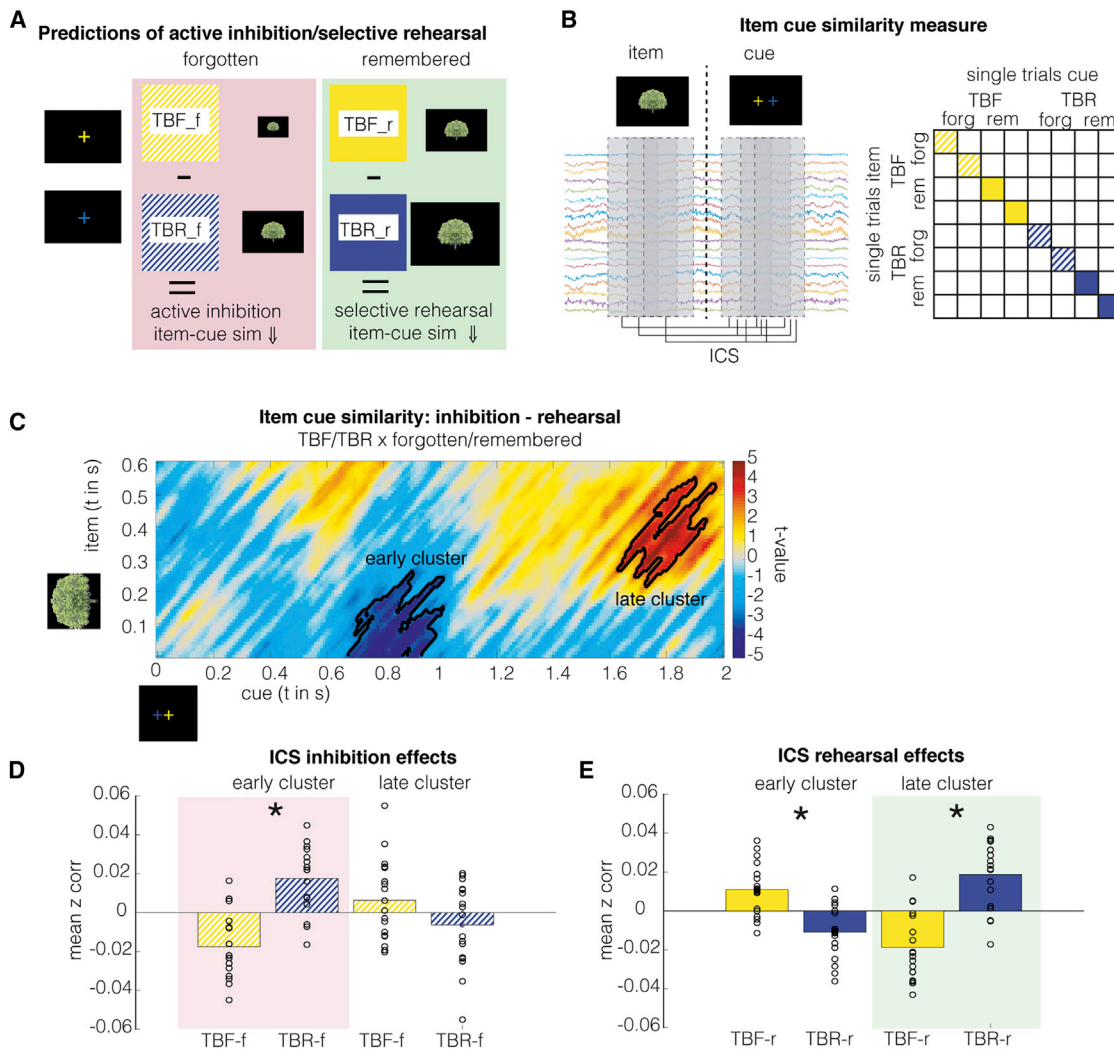 A
Predictions of active inhibition/selective rehearsal
forgotten
remembered
TBF_f
TBF_r
TBR_f
TBR_r
active inhibition
item-cue sim ⇓
selective rehearsal
item-cue sim ⇓
B
Item cue similarity measure
item
cue
ICS
single trials cue
TBF
TBR
forg rem
forg rem
single trials item
TBF
TBR
forg
rem
forg
rem
C
Item cue similarity: inhibition - rehearsal
TBF/TBR x forgotten/remembered
item (t in s)
0.6
0.5
0.4
0.3
0.2
0.1
early cluster
late cluster
0 0.2 0.4 0.6 0.8 1 1.2 1.4 1.6 1.8 2
cue (t in s)
5
4
3
2
1
0
-1
-2
-3
-4
-5
t-value
D
ICS inhibition effects
early cluster
late cluster
*
mean z corr
0.06
0.04
0.02
0
-0.02
-0.04
-0.06
TBF-f TBR-f TBF-f TBR-f
E
ICS rehearsal effects
early cluster
late cluster
* *
mean z corr
0.06
0.04
0.02
0
-0.02
-0.04
-0.06
TBF-r TBR-r TBF-r TBR-r